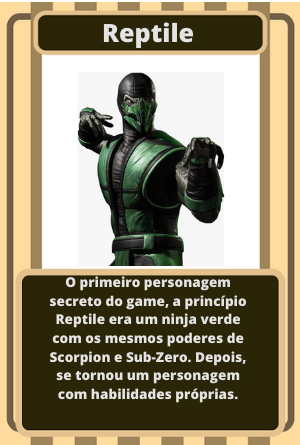 Reptile
O primeiro personagem
secreto do game, a princípio
Reptile era um ninja verde
com os mesmos poderes de
Scorpion e Sub-Zero. Depois,
se tornou um personagem
com habilidades próprias.